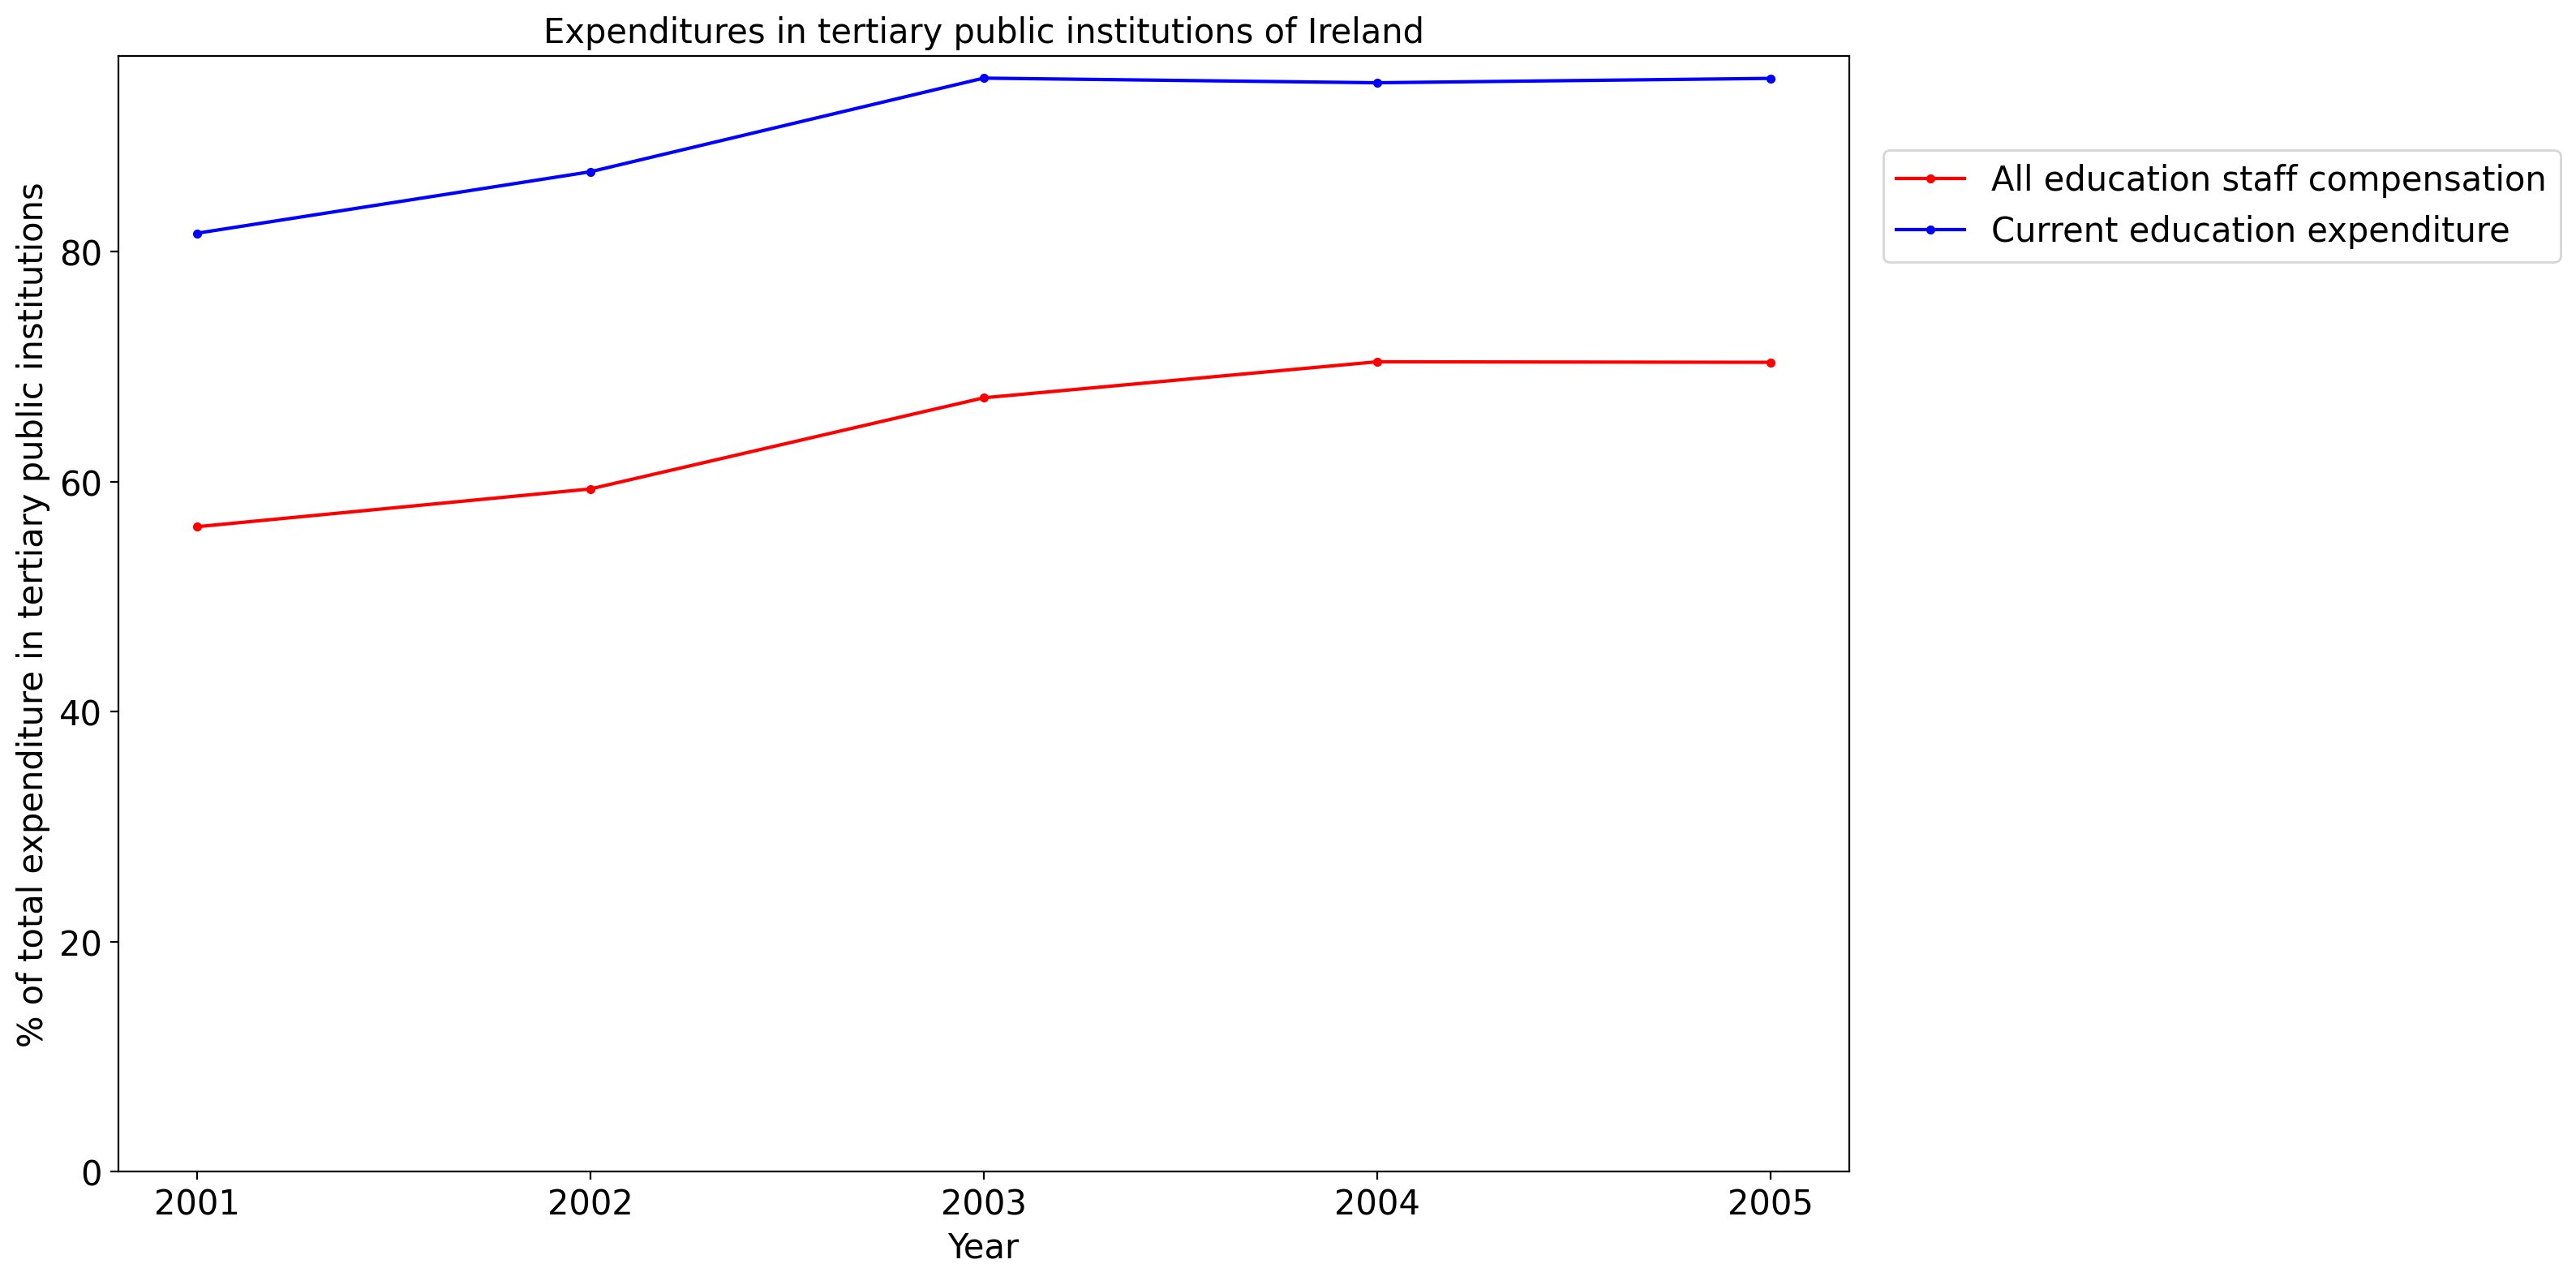 Expenditures in tertiary public institutions of Ireland
% of total expenditure in tertiary public institutions
80
60
40
20
0
2001 2002 2003 2004 2005
Year
All education staff compensation
Current education expenditure